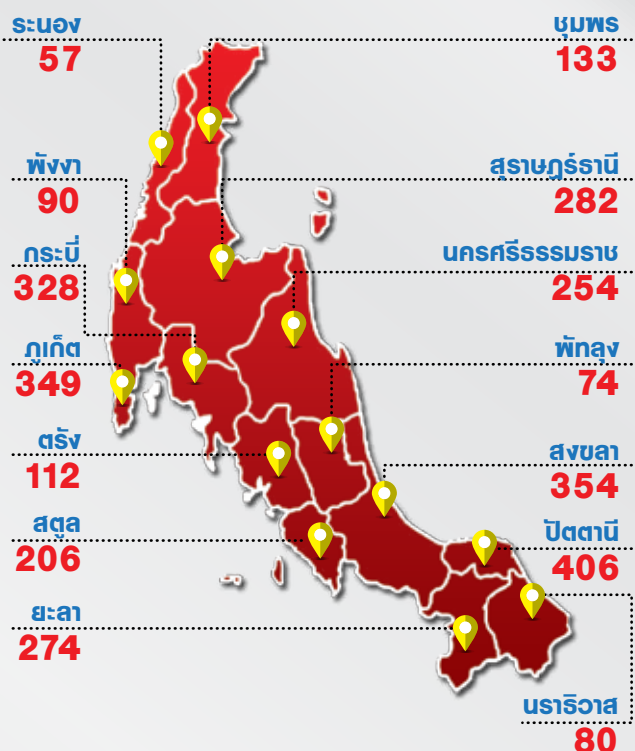 ระนอง
57
พังงา
90
กระบี่
328
ภูเก็ต
349
ตรัง
112
สตูล
206
ยะลา
274
ชุมพร
133
สุราษฎร์ธานี
282
นครศรีธรรมราช
254
พัทลุง
74
สงขลา
354
ปัตตานี
406
นราธิวาส
80